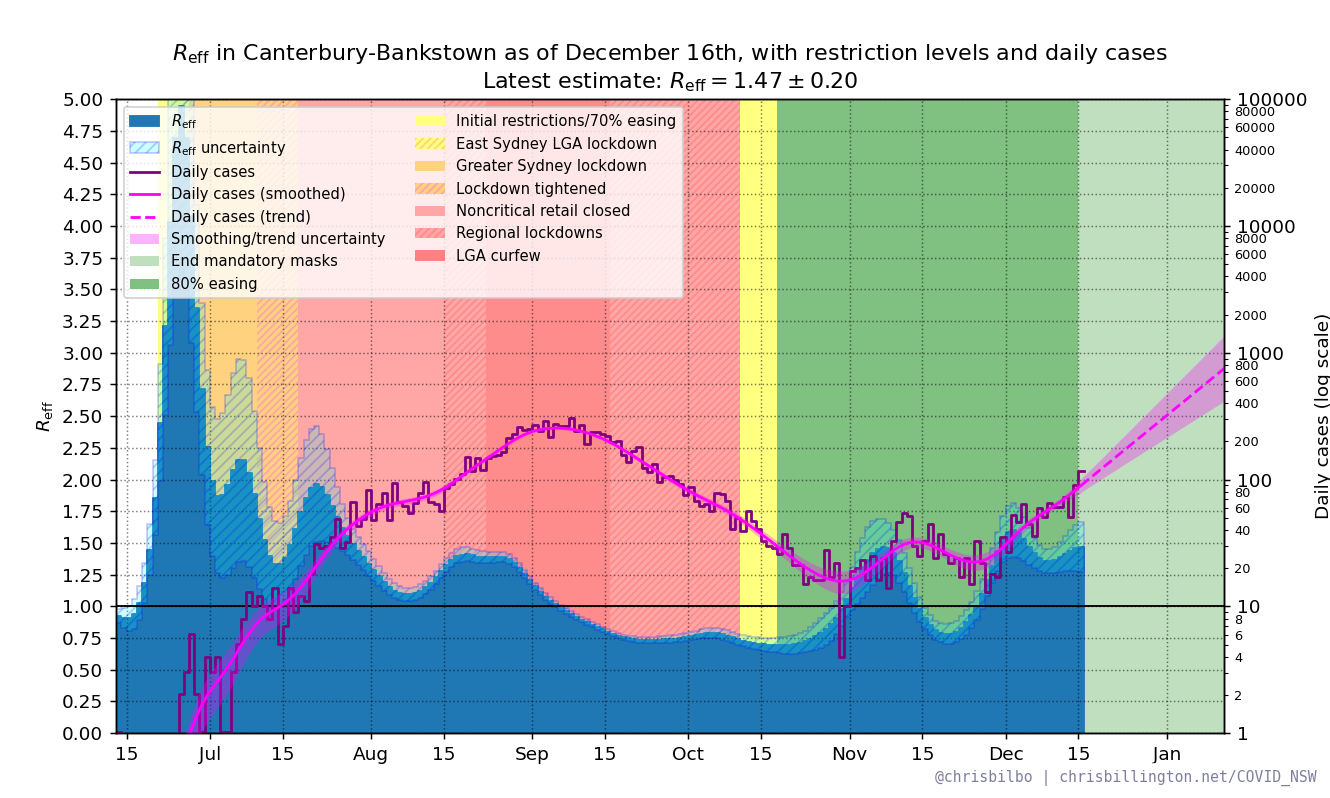 Reff in Canterbury-Bankstown as of December 16th, with restriction levels and daily cases
Latest estimate: Reff = 1.47 ± 0.20
Reff
Reff uncertainty
Daily cases
Daily cases (smoothed)
Daily cases (trend)
Smoothing/trend uncertainty
End mandatory masks
80% easing
Initial restrictions/70% easing
East Sydney LGA lockdown
Greater Sydney lockdown
Lockdown tightened
Noncritical retail closed
Regional lockdowns
LGA curfew
Reff
5.00
4.75
4.50
4.25
4.00
3.75
3.50
3.25
3.00
2.75
2.50
2.25
2.00
1.75
1.50
1.25
1.00
0.75
0.50
0.25
0.00
15
Jul
15
Aug
15
Sep
15
Oct
15
Nov
15
Dec
15
Jan
100000
80000
60000
40000
20000
10000
8000
6000
4000
2000
1000
800
600
400
200
100
80
60
40
20
10
8
6
4
2
1
Daily cases (log scale)
@chrisbilbo | chrisbillington.net/COVID_NSW